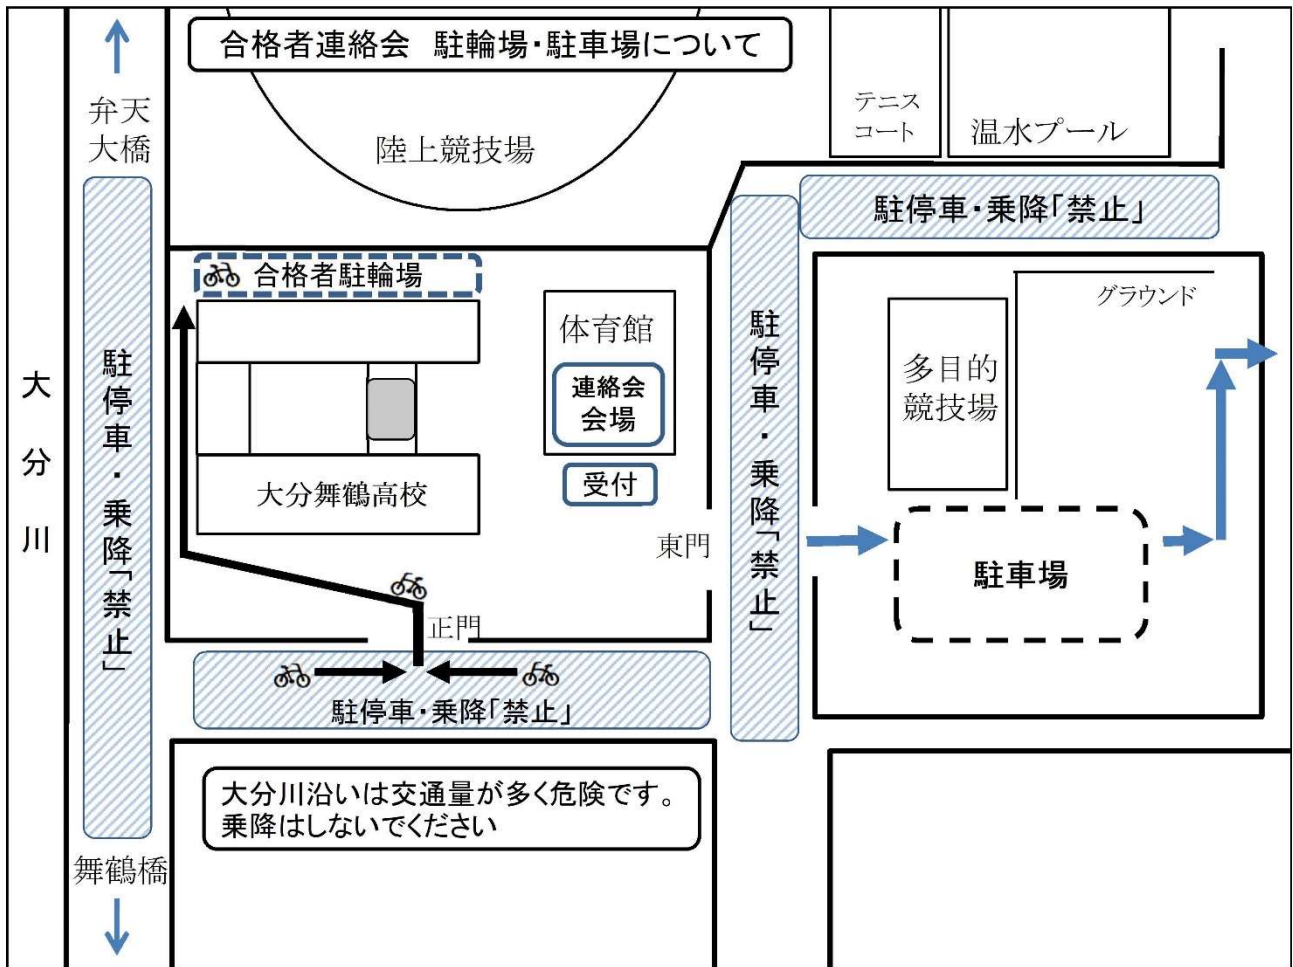 合格者連絡会　駐輪場・駐車場について
弁天
大橋
陸上競技場
テニス
コート
温水プール
駐停車・乗降「禁止」
合格者駐輪場
体育館
連絡会
会場
受付
大分舞鶴高校
東門
正門
駐停車・乗降「禁止」
大分川
駐停車・乗降「禁止」
駐停車・乗降「禁止」
グラウンド
多目的
競技場
駐車場
大分川沿いは交通量が多く危険です。
乗降はしないでください
舞鶴橋